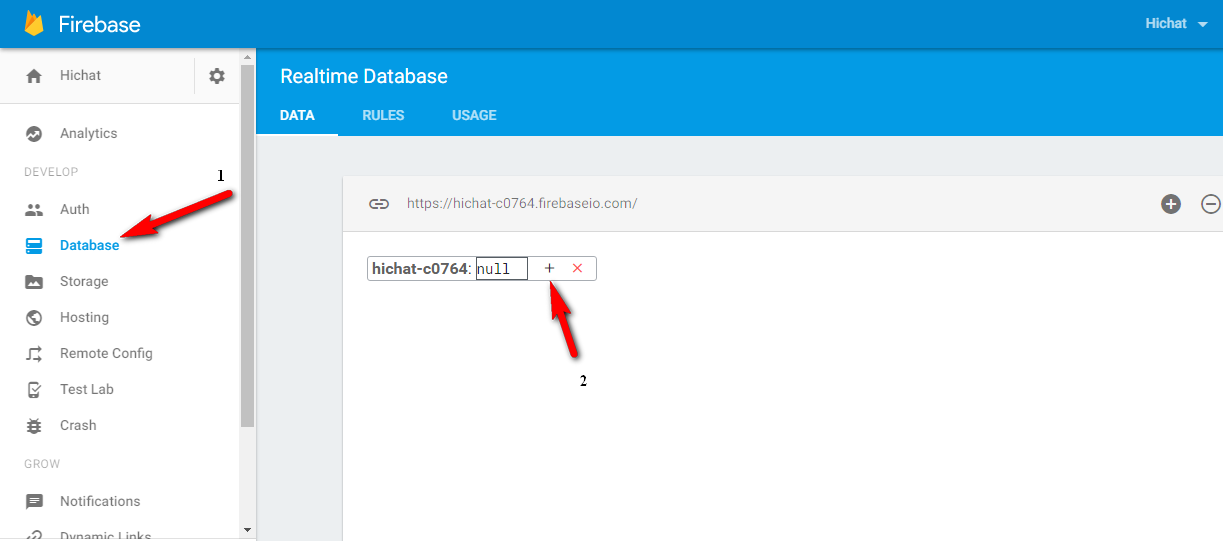 Firebase
Hichat
Hichat
Realtime Database
DATA RULES USAGE
Analytics
DEVELOP
1
Auth
Database
Storage
Hosting
Remote Config
Test Lab
Crash
GROW
Notifications
Dynamic Links
https://hichat-c0764.firebaseio.com/
hichat-c0764: null + ×
2